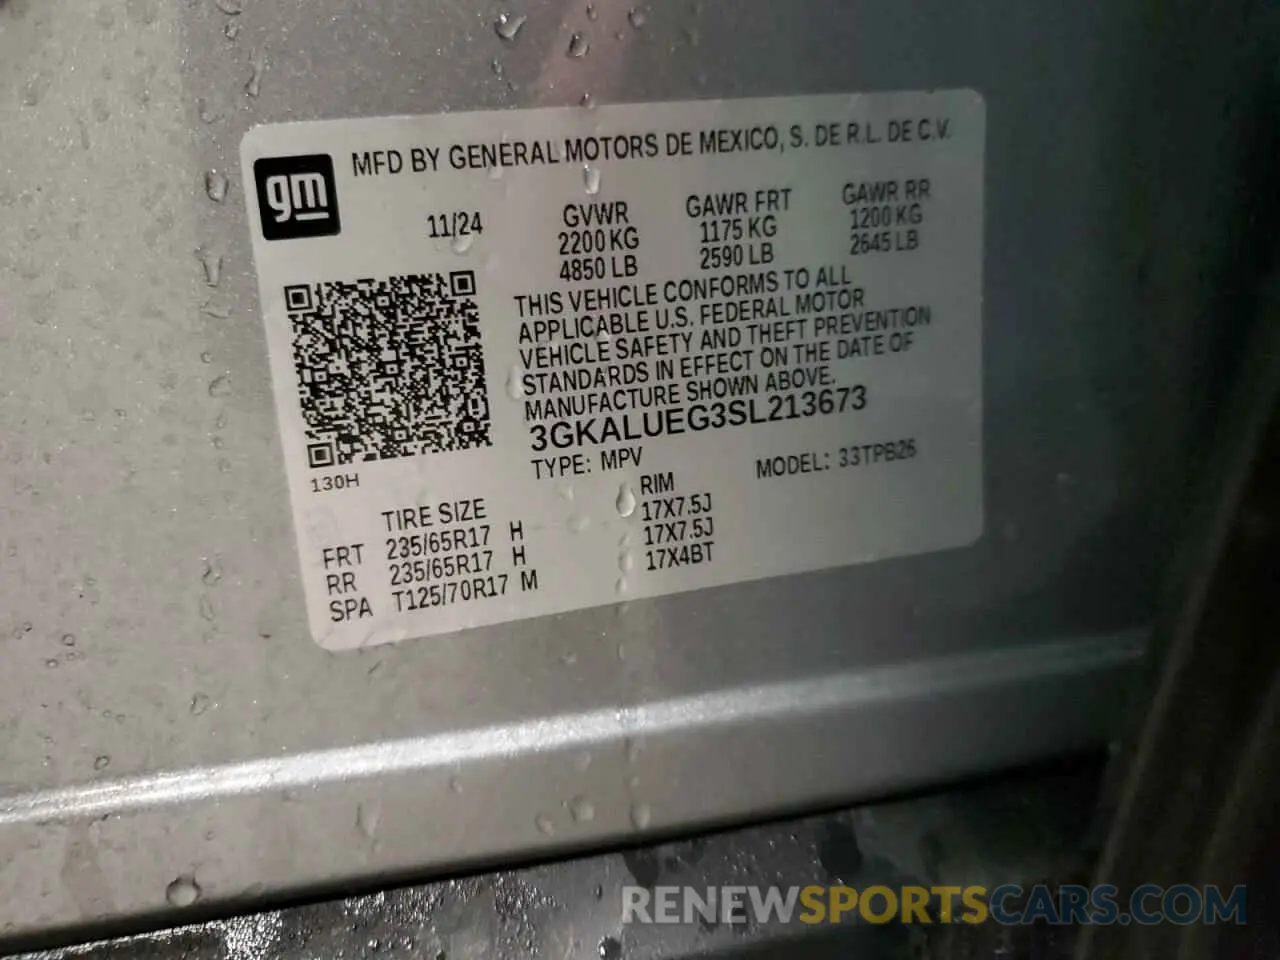 MFD BY GENERAL MOTORS DE MEXICO, S. DE R.L. DE C.V.
gm
11/24
GVWR GAWR FRT GAWR RR
2200 KG 1175 KG 1200 KG
4850 LB 2590 LB 2645 LB
THIS VEHICLE CONFORMS TO ALL
APPLICABLE U.S. FEDERAL MOTOR
VEHICLE SAFETY AND THEFT PREVENTION
STANDARDS IN EFFECT ON THE DATE OF
MANUFACTURE SHOWN ABOVE.
3GKALUEG3SL213673
TYPE: MPV MODEL: 33TPB26
130H
TIRE SIZE RIM
FRT 235/65R17 H 17X7.5J
RR 235/65R17 H 17X7.5J
SPA T125/70R17 M 17X4BT
RENEWSPORTSCARS.COM